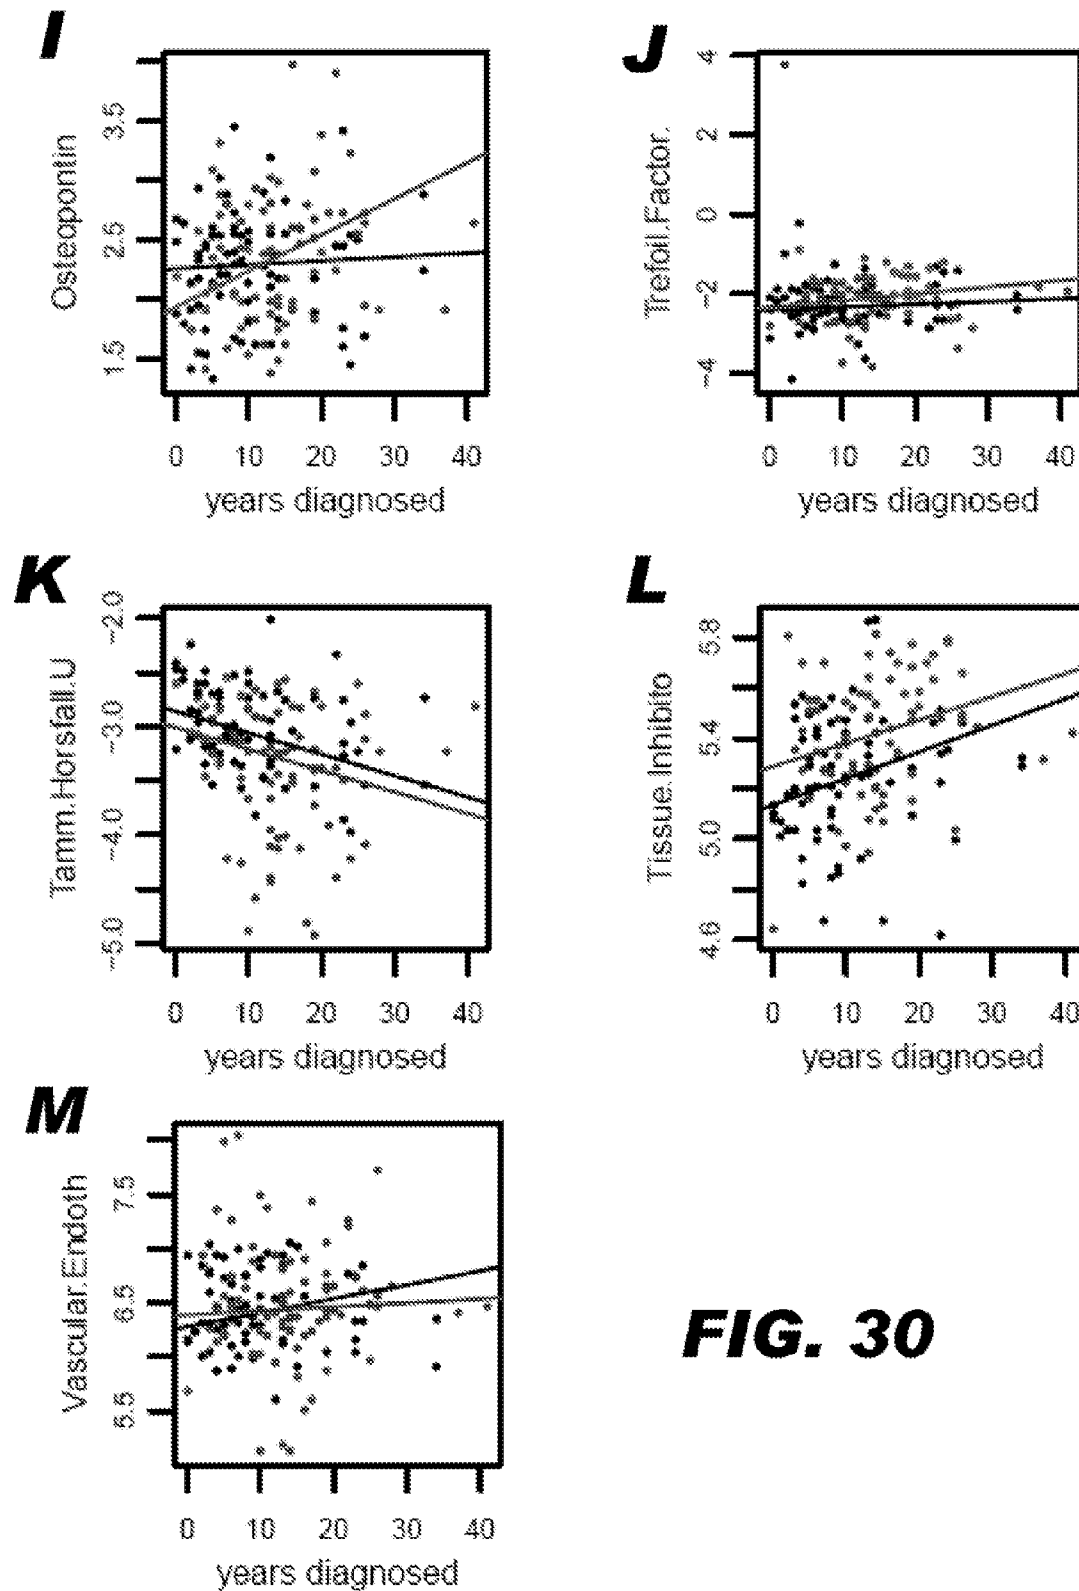 I
Osteopontin
3.5
2.5
1.5
0 10 20 30 40
years diagnosed
J
Trefoil.Factor.
4
2
0
−2
−4
0 10 20 30 40
years diagnosed
K
Tamm.Horsfall.U
−2.0
−3.0
−4.0
−5.0
0 10 20 30 40
years diagnosed
L
Tissue.Inhibito
5.8
5.4
5.0
4.6
0 10 20 30 40
years diagnosed
M
Vascular.Endoth
7.5
6.5
5.5
0 10 20 30 40
years diagnosed
FIG. 30